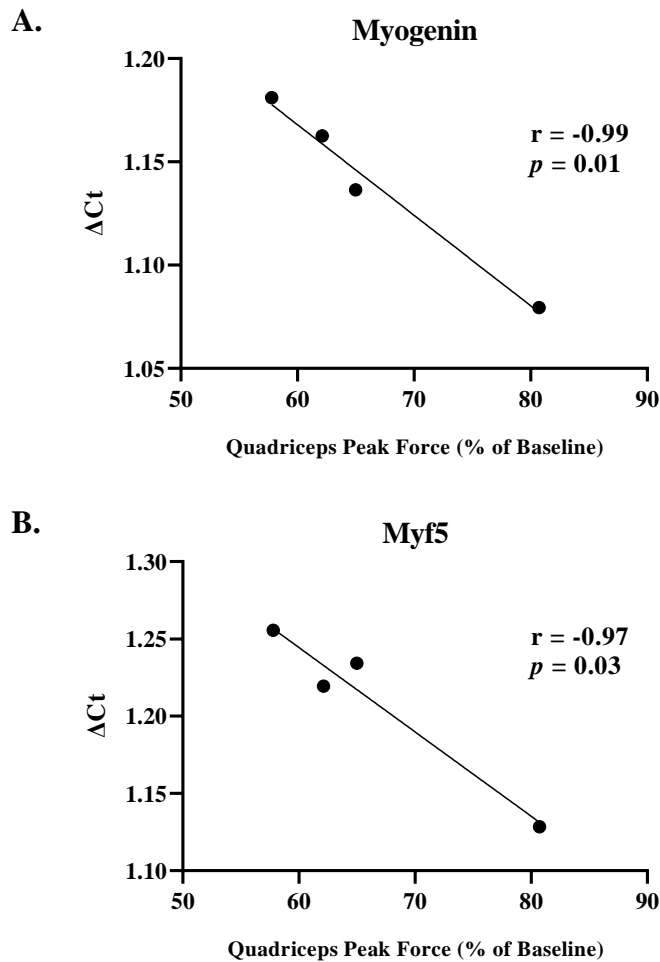 A.
Myogenin
1.20
1.15
1.10
1.05
ΔCt
r = -0.99
p = 0.01
50 60 70 80 90
Quadriceps Peak Force (% of Baseline)
B.
Myf5
1.30
1.25
1.20
1.15
1.10
ΔCt
r = -0.97
p = 0.03
50 60 70 80 90
Quadriceps Peak Force (% of Baseline)